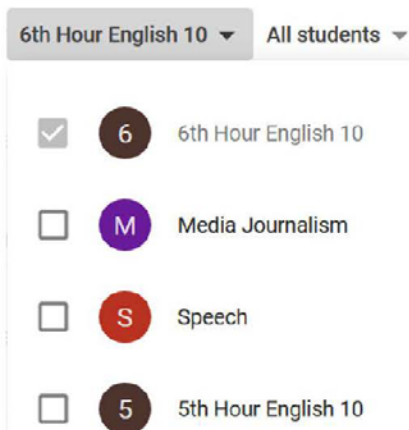 6th Hour English 10 All students
6 6th Hour English 10
M Media Journalism
S Speech
5 5th Hour English 10